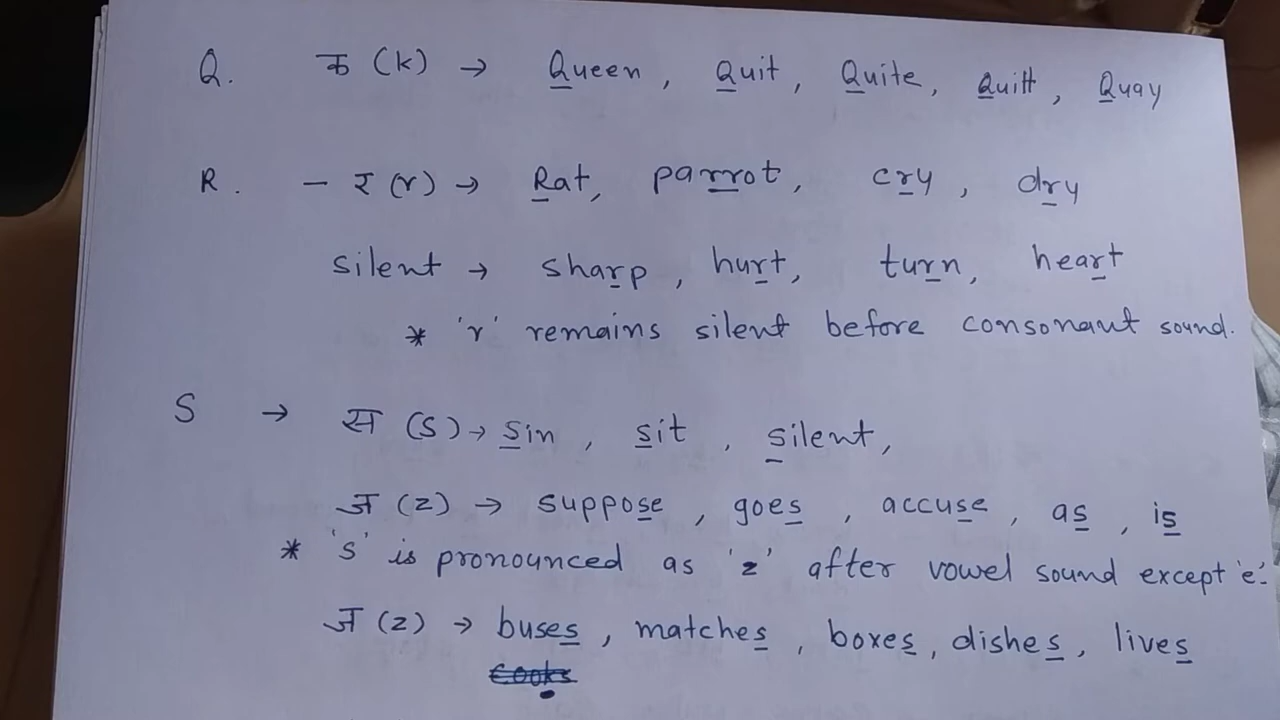 Q. क (k) → Queen, Quit, Quite, Quilt, Quay
R. - र (r) → Rat, parrot, cry, dry
silent → sharp, hurt, turn, heart
* 'r' remains silent before consonant sound.
S → स (s) → sin, sit, silent,
ज (z) → suppose, goes, accuse, as, is
* 's' is pronounced as 'z' after vowel sound except 'e'.
ज (z) → buses, matches, boxes, dishes, lives
cooks